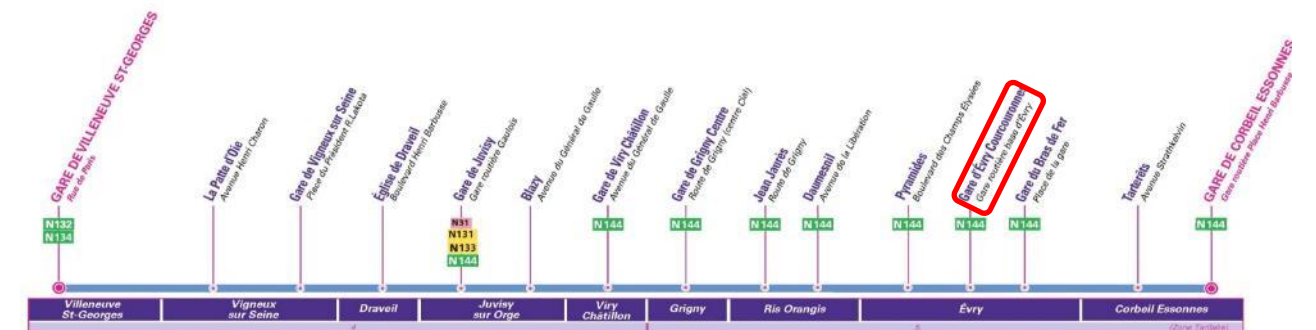 GARE DE VILLENEUVE ST-GEORGES
Rue de Paris
N132
N134
La Patte d'Oie
Avenue Henri Charon
Gare de Vigneux sur Seine
Place du Président R.Lakota
Église de Draveil
Boulevard Henri Barbusse
Gare de Juvisy
Gare routière Gaulois
N31
N131
N133
N144
Blazy
Avenue du Général de Gaulle
Gare de Viry Châtillon
Avenue du Général de Gaulle
N144
Gare de Grigny Centre
Route de Grigny (centre Cial)
N144
Jean Jaurès
Route de Grigny
N144
Daumesnil
Avenue de la Libération
N144
Pyramides
Boulevard des Champs Élysées
N144
Gare d'Évry Courcouronnes
Gare routière basse d'Évry
N144
Gare du Bras de Fer
Place de la gare
N144
Tarterêts
Avenue Strathkelvin
GARE DE CORBEIL ESSONNES
Gare routière Place Henri Barbusse
N144
Villeneuve St-Georges
Vigneux sur Seine
Draveil
Juvisy sur Orge
Viry Châtillon
Grigny
Ris Orangis
Évry
Corbeil Essonnes
4
5